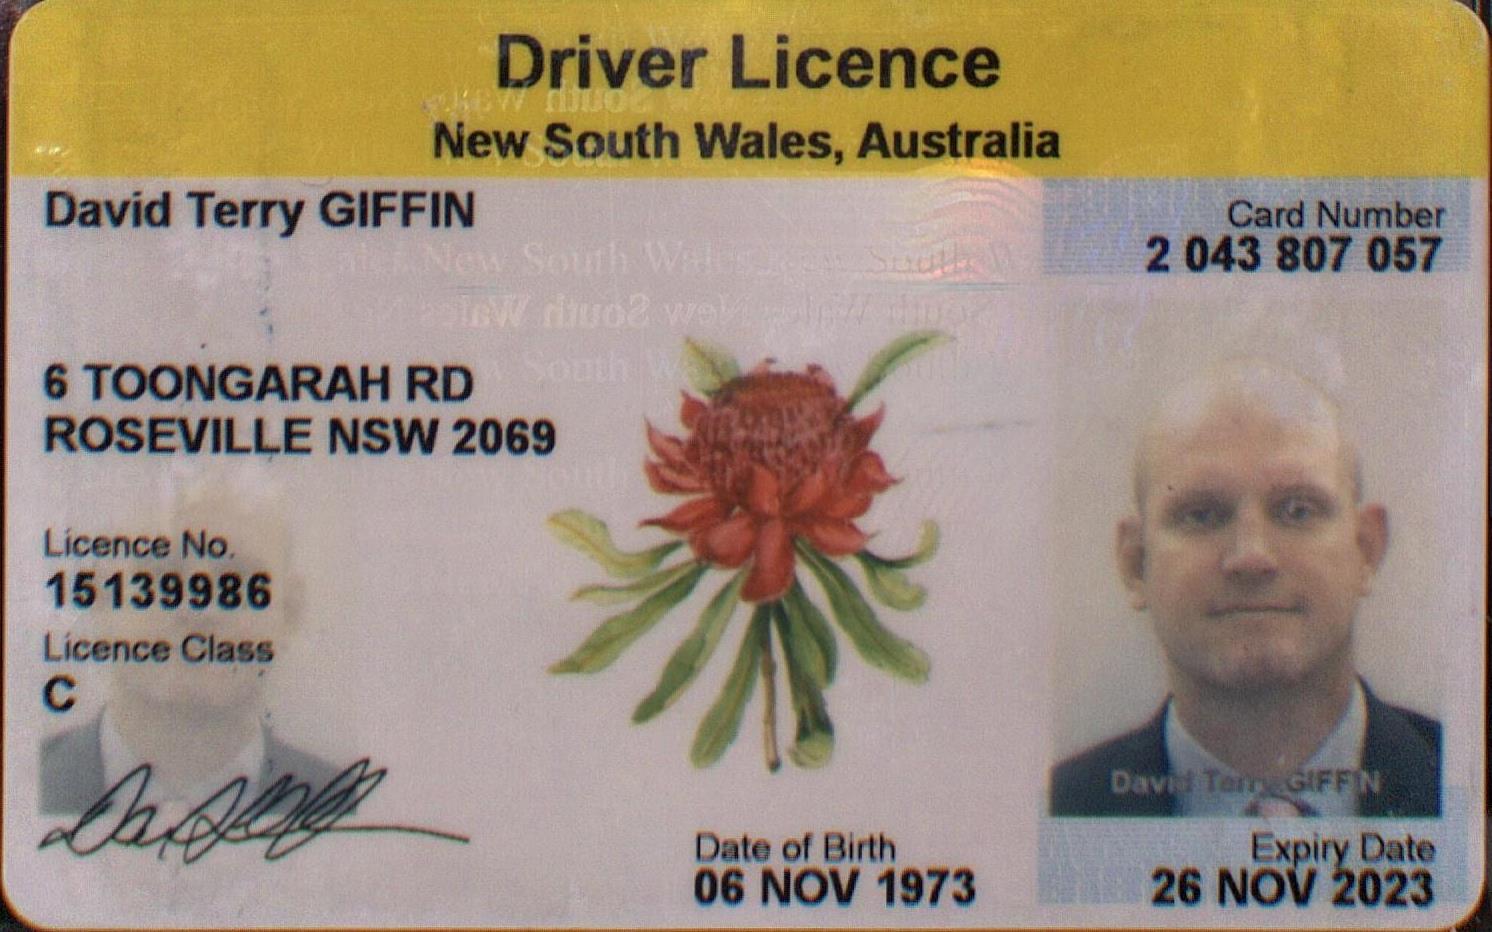 Driver Licence
New South Wales, Australia
David Terry GIFFIN
Card Number
2 043 807 057
6 TOONGARAH RD
ROSEVILLE NSW 2069
Licence No.
15139986
Licence Class
C
David Terry GIFFIN
Date of Birth
06 NOV 1973
Expiry Date
26 NOV 2023